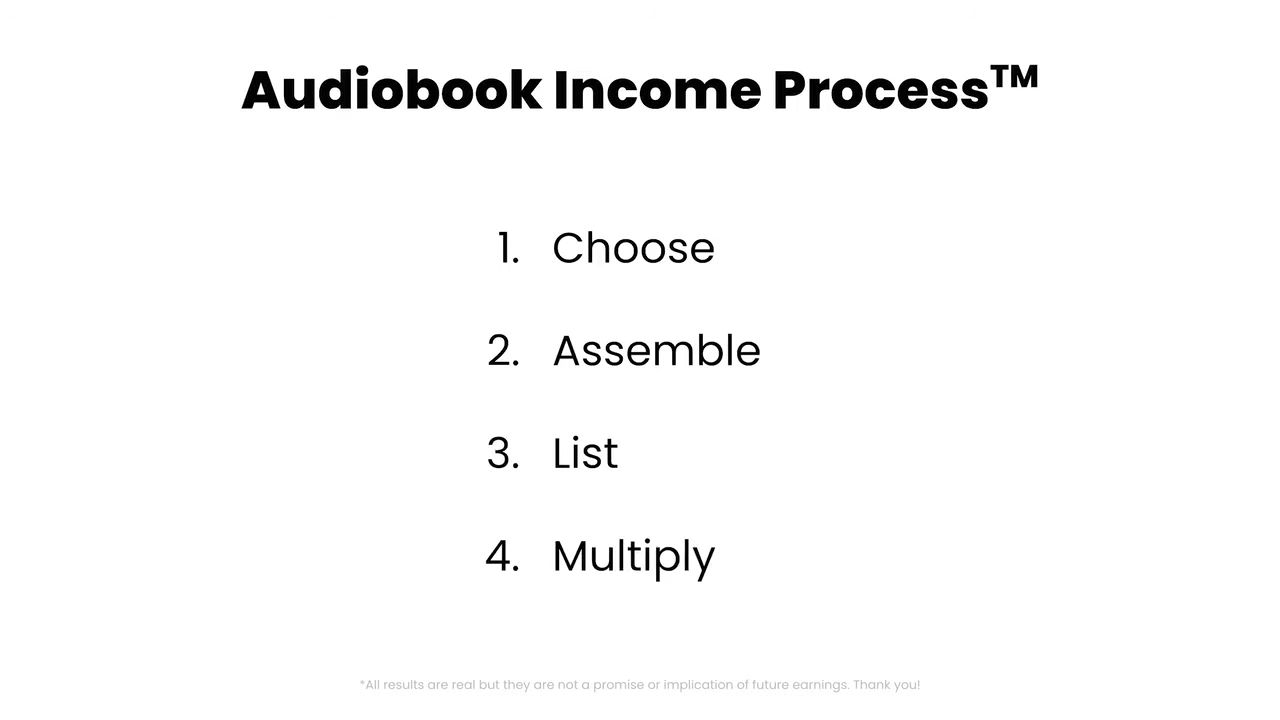 Audiobook Income Process™
1. Choose
2. Assemble
3. List
4. Multiply
*All results are real but they are not a promise or implication of future earnings. Thank you!